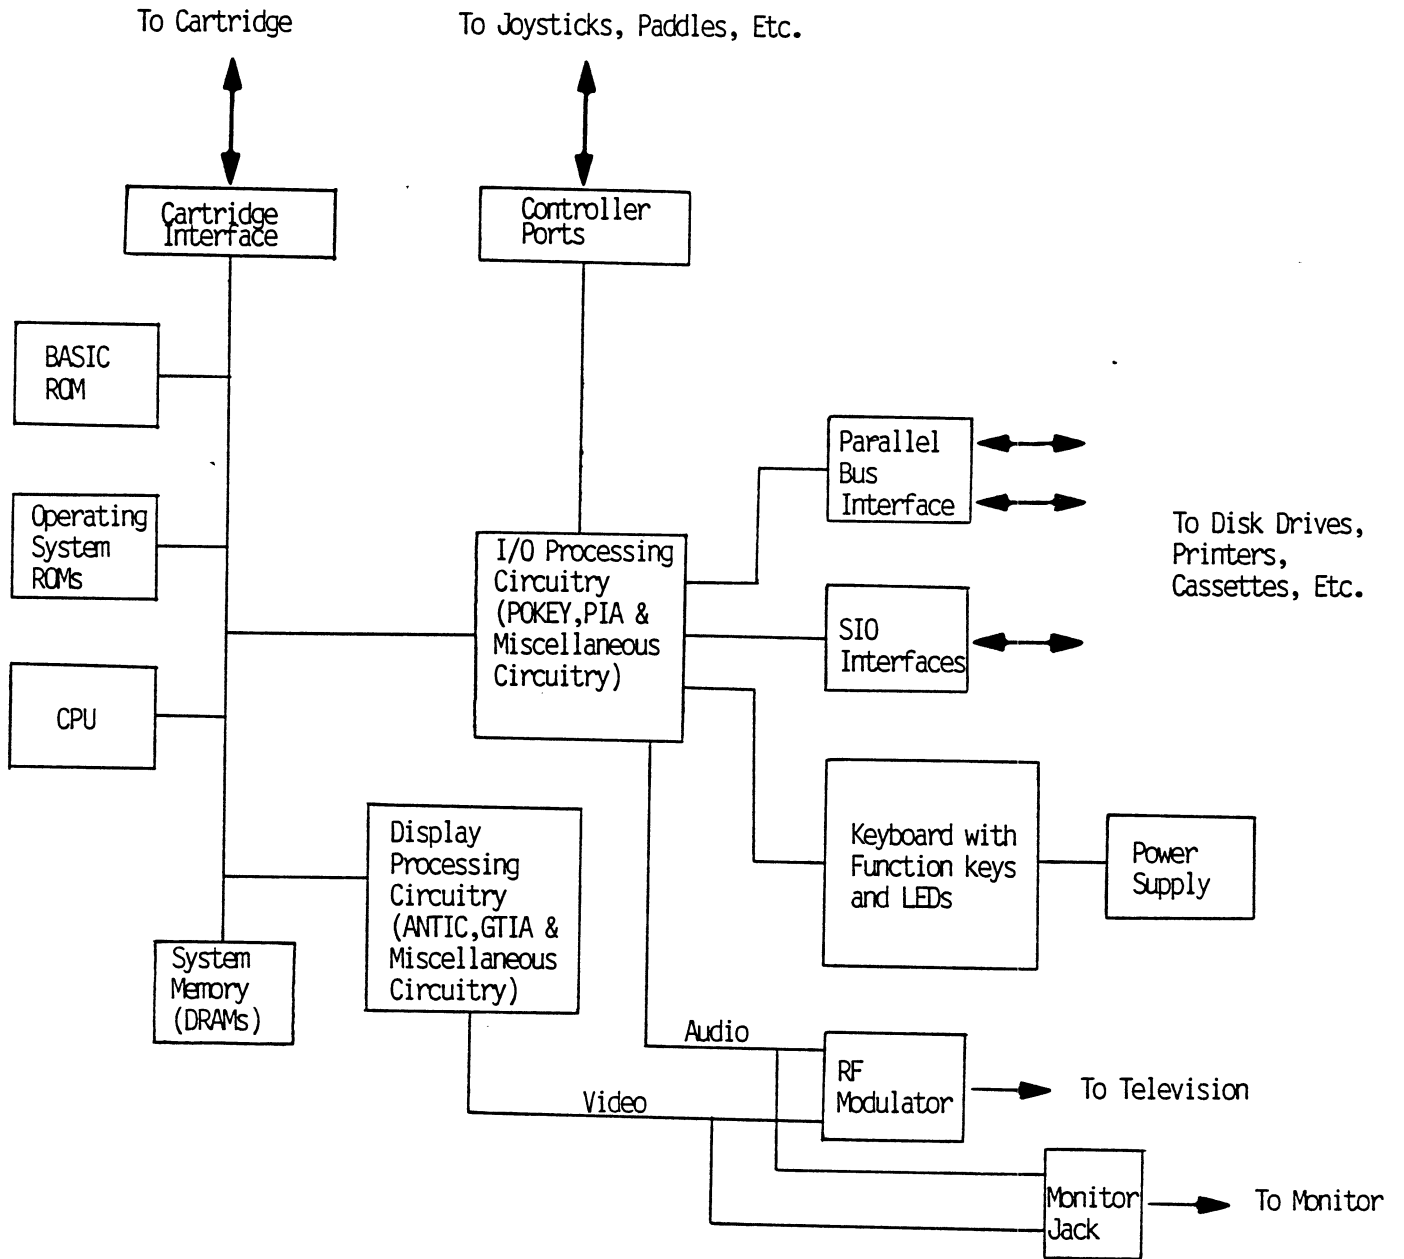 To Cartridge
To Joysticks, Paddles, Etc.
Cartridge
Interface
Controller
Ports
BASIC
ROM
Parallel
Bus
Interface
Operating
System
ROMs
To Disk Drives,
Printers,
Cassettes, Etc.
I/O Processing
Circuitry
(POKEY,PIA &
Miscellaneous
Circuitry)
SIO
Interfaces
CPU
Display
Processing
Circuitry
(ANTIC,GTIA &
Miscellaneous
Circuitry)
Keyboard with
Function keys
and LEDs
Power
Supply
System
Memory
(DRAMs)
Audio
Video
RF
Modulator
To Television
Monitor
Jack
To Monitor